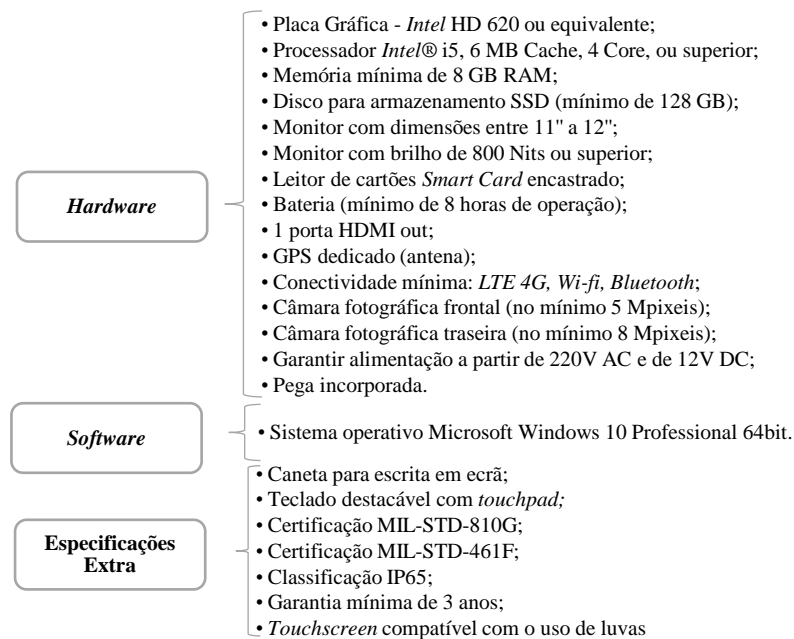 Hardware
• Placa Gráfica - Intel HD 620 ou equivalente;
• Processador Intel® i5, 6 MB Cache, 4 Core, ou superior;
• Memória mínima de 8 GB RAM;
• Disco para armazenamento SSD (mínimo de 128 GB);
• Monitor com dimensões entre 11" a 12";
• Monitor com brilho de 800 Nits ou superior;
• Leitor de cartões Smart Card encastrado;
• Bateria (mínimo de 8 horas de operação);
• 1 porta HDMI out;
• GPS dedicado (antena);
• Conectividade mínima: LTE 4G, Wi-fi, Bluetooth;
• Câmara fotográfica frontal (no mínimo 5 Mpixeis);
• Câmara fotográfica traseira (no mínimo 8 Mpixeis);
• Garantir alimentação a partir de 220V AC e de 12V DC;
• Pega incorporada.
Software
• Sistema operativo Microsoft Windows 10 Professional 64bit.
Especificações
Extra
• Caneta para escrita em ecrã;
• Teclado destacável com touchpad;
• Certificação MIL-STD-810G;
• Certificação MIL-STD-461F;
• Classificação IP65;
• Garantia mínima de 3 anos;
• Touchscreen compatível com o uso de luvas